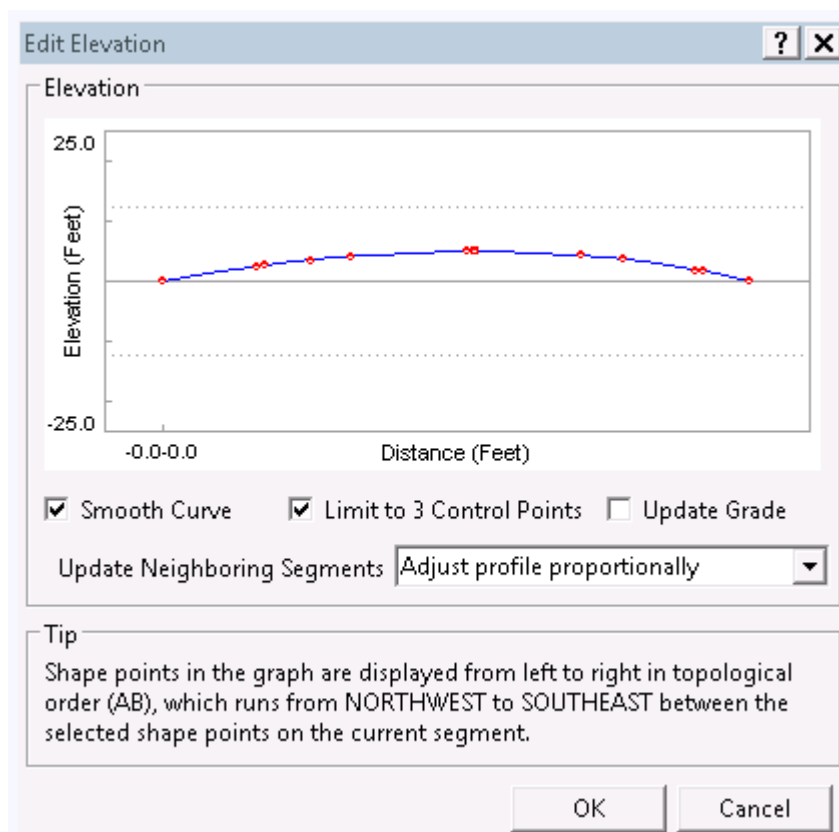 Edit Elevation
?
Elevation
25.0
Elevation (Feet)
-25.0
-0.0-0.0
Distance (Feet)
Smooth Curve
Limit to 3 Control Points
Update Grade
Update Neighboring Segments
Adjust profile proportionally
Tip
Shape points in the graph are displayed from left to right in topological
order (AB), which runs from NORTHWEST to SOUTHEAST between the
selected shape points on the current segment.
OK
Cancel